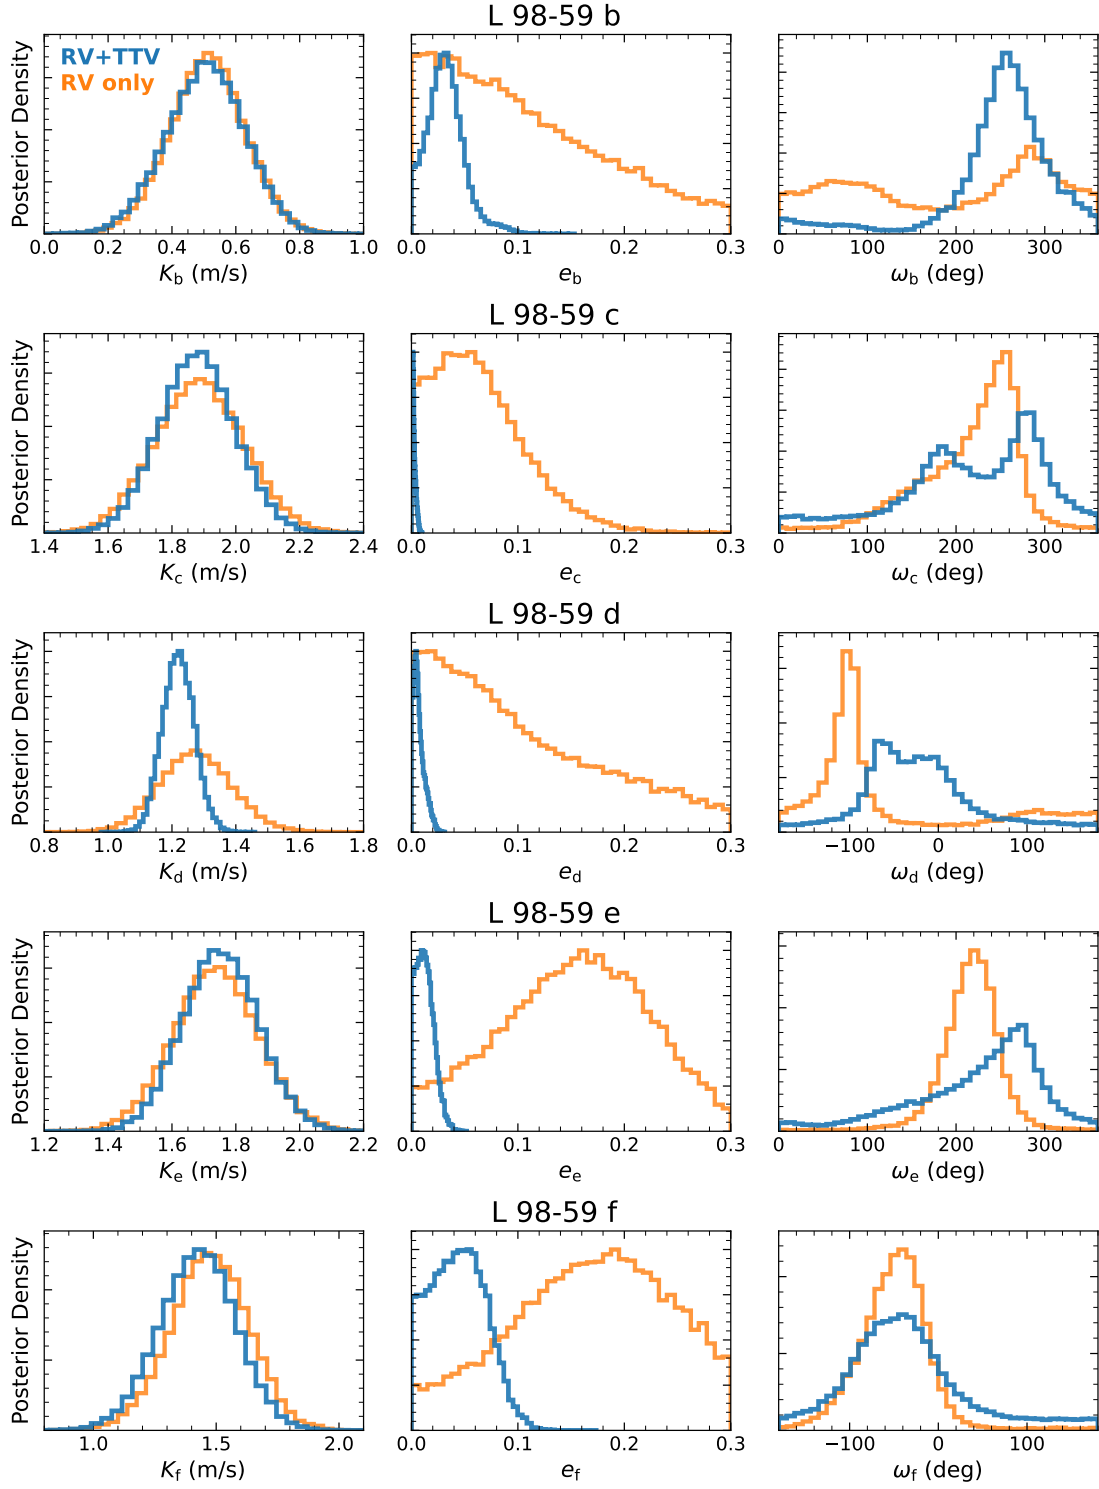 L 98-59 b
Posterior Density
RV+TTV
RV only
0.0 0.2 0.4 0.6 0.8 1.0
K_b (m/s)
0.0 0.1 0.2 0.3
e_b
0 100 200 300
ω_b (deg)
L 98-59 c
Posterior Density
1.4 1.6 1.8 2.0 2.2 2.4
K_c (m/s)
0.0 0.1 0.2 0.3
e_c
0 100 200 300
ω_c (deg)
L 98-59 d
Posterior Density
0.8 1.0 1.2 1.4 1.6 1.8
K_d (m/s)
0.0 0.1 0.2 0.3
e_d
−100 0 100
ω_d (deg)
L 98-59 e
Posterior Density
1.2 1.4 1.6 1.8 2.0 2.2
K_e (m/s)
0.0 0.1 0.2 0.3
e_e
0 100 200 300
ω_e (deg)
L 98-59 f
Posterior Density
1.0 1.5 2.0
K_f (m/s)
0.0 0.1 0.2 0.3
e_f
−100 0 100
ω_f (deg)